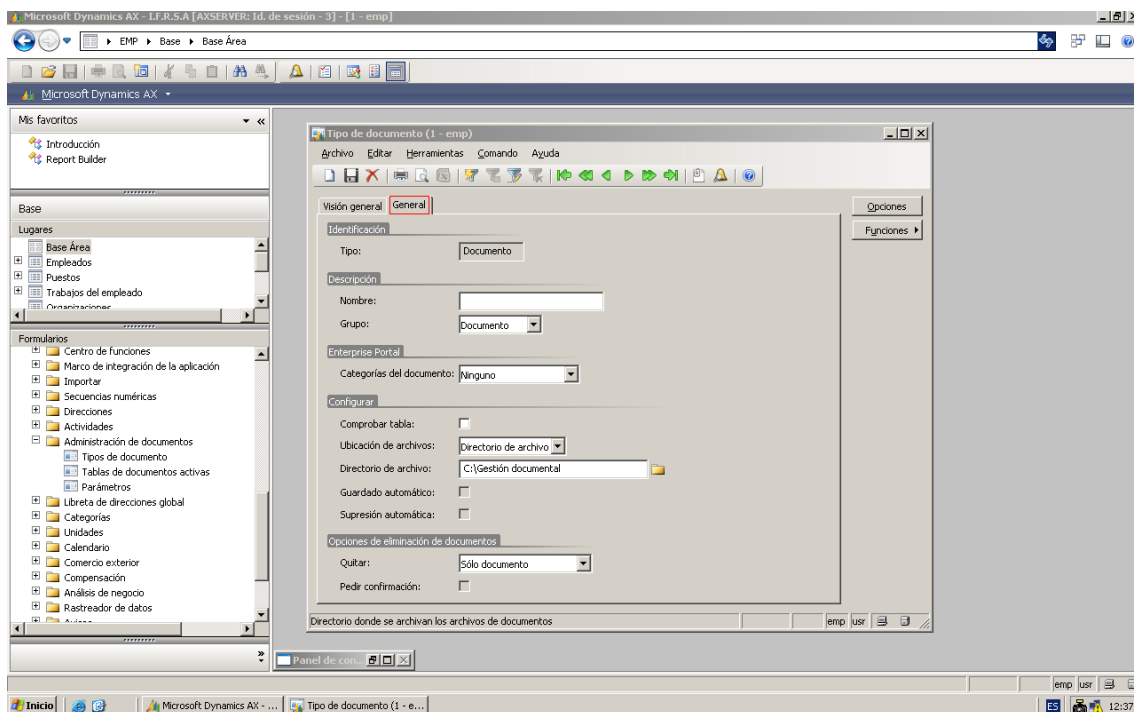 Microsoft Dynamics AX - I.F.R.S.A [AXSERVER: Id. de sesión - 3] - [1 - emp]
EMP Base Base Área
Microsoft Dynamics AX
Mis favoritos
Introducción
Report Builder
Base
Lugares
Base Área
Empleados
Puestos
Trabajos del empleado
Organizaciones
Formularios
Centro de funciones
Marco de integración de la aplicación
Importar
Secuencias numéricas
Direcciones
Actividades
Administración de documentos
Tipos de documento
Tablas de documentos activas
Parámetros
Libreta de direcciones global
Categorías
Unidades
Calendario
Comercio exterior
Compensación
Análisis de negocio
Rastreador de datos
Tipo de documento (1 - emp)
Archivo Editar Herramientas Comando Ayuda
Visión general General
Opciones
Funciones
Identificación
Tipo: Documento
Descripción
Nombre:
Grupo: Documento
Enterprise Portal
Categorías del documento: Ninguno
Configurar
Comprobar tabla:
Ubicación de archivos: Directorio de archivo
Directorio de archivo: C:\Gestión documental
Guardado automático:
Supresión automática:
Opciones de eliminación de documentos
Quitar: Sólo documento
Pedir confirmación:
Directorio donde se archivan los archivos de documentos emp usr
Panel de con...
emp usr
Inicio Microsoft Dynamics AX - ... Tipo de documento (1 - e... ES 12:37